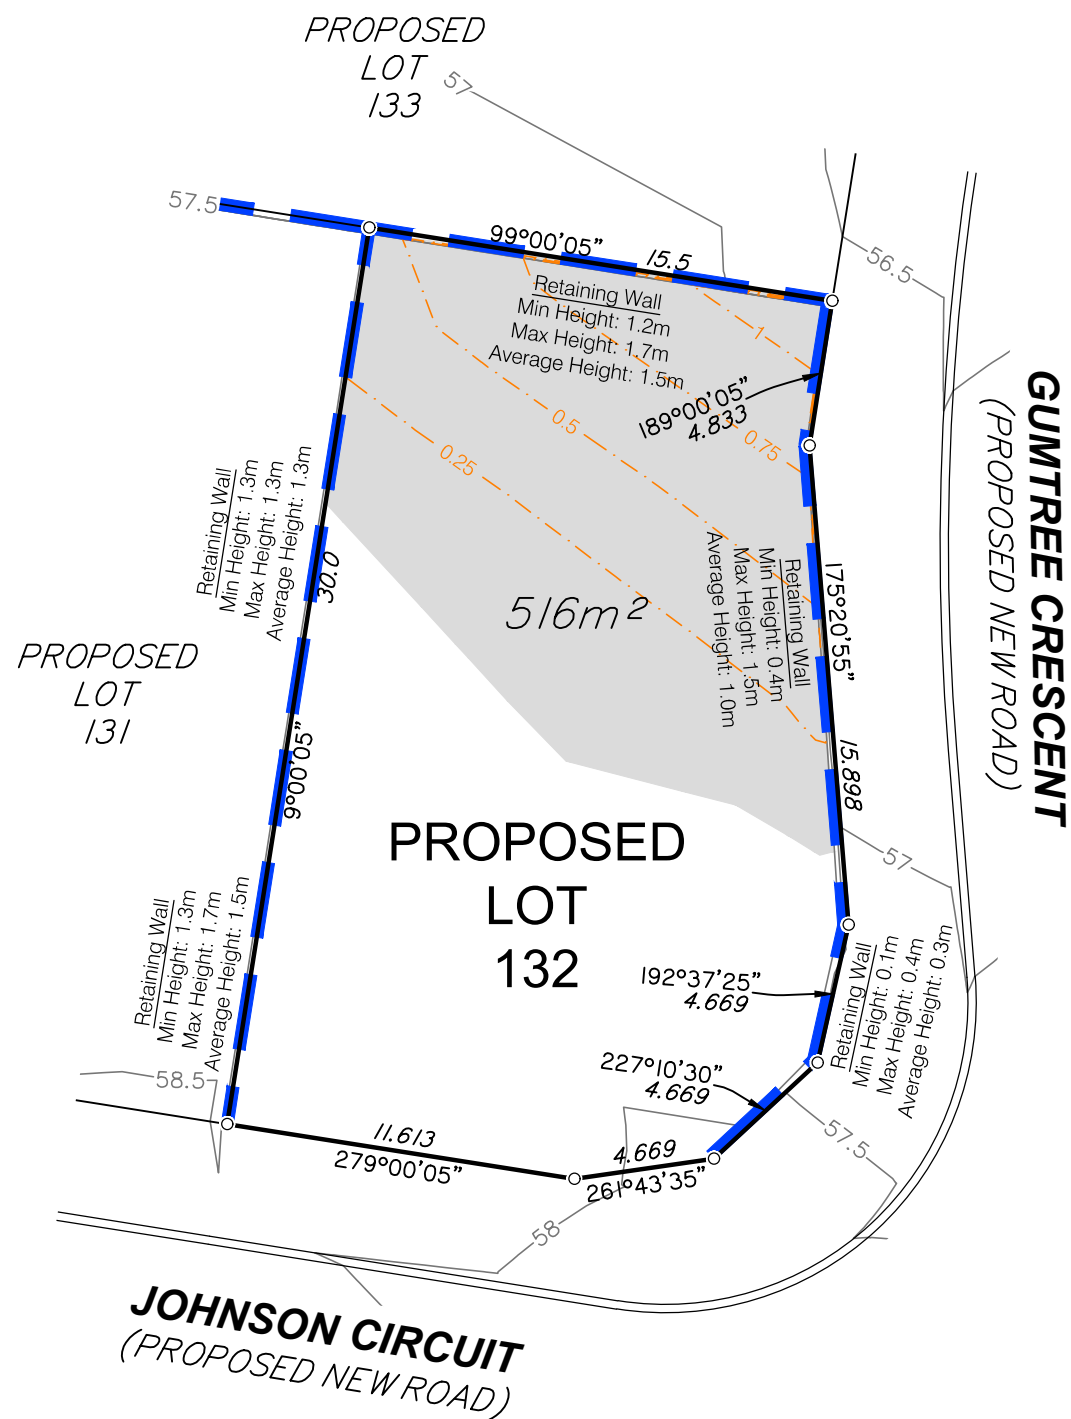 PROPOSED
LOT
133
57
57.5
99°00'05"
15.5
56.5
Retaining Wall
Min Height: 1.2m
Max Height: 1.7m
Average Height: 1.5m
1
189°00'05"
4.833
0.5
0.75
0.25
GUMTREE CRESCENT
(PROPOSED NEW ROAD)
Retaining Wall
Min Height: 1.3m
Max Height: 1.3m
Average Height: 1.3m
30.0
9°00'05"
516m²
Retaining Wall
Min Height: 0.4m
Max Height: 1.5m
Average Height: 1.0m
175°20'55"
15.898
PROPOSED
LOT
131
PROPOSED
LOT
132
57
Retaining Wall
Min Height: 1.3m
Max Height: 1.7m
Average Height: 1.5m
192°37'25"
4.669
Retaining Wall
Min Height: 0.1m
Max Height: 0.4m
Average Height: 0.3m
58.5
227°10'30"
4.669
57.5
11.613
279°00'05"
4.669
261°43'35"
58
JOHNSON CIRCUIT
(PROPOSED NEW ROAD)